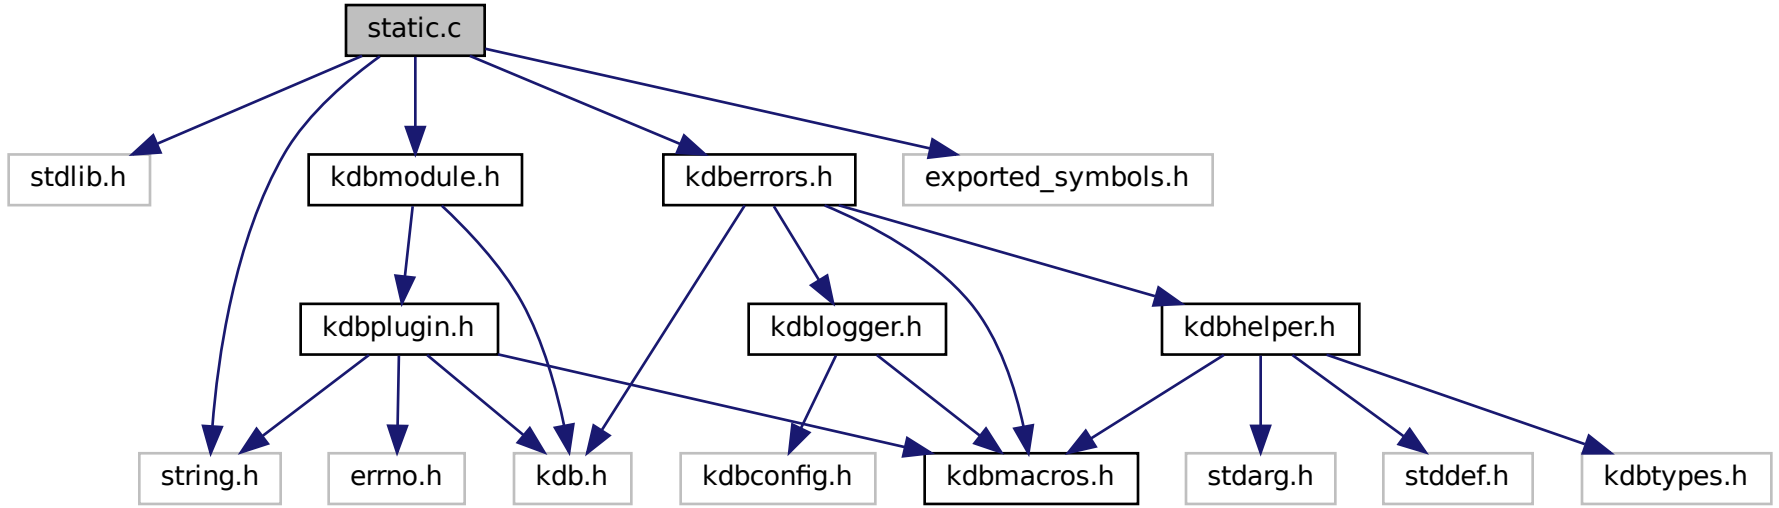 static.c
stdlib.h
kdbmodule.h
kdberrors.h
exported_symbols.h
kdbplugin.h
kdblogger.h
kdbhelper.h
string.h
errno.h
kdb.h
kdbconfig.h
kdbmacros.h
stdarg.h
stddef.h
kdbtypes.h